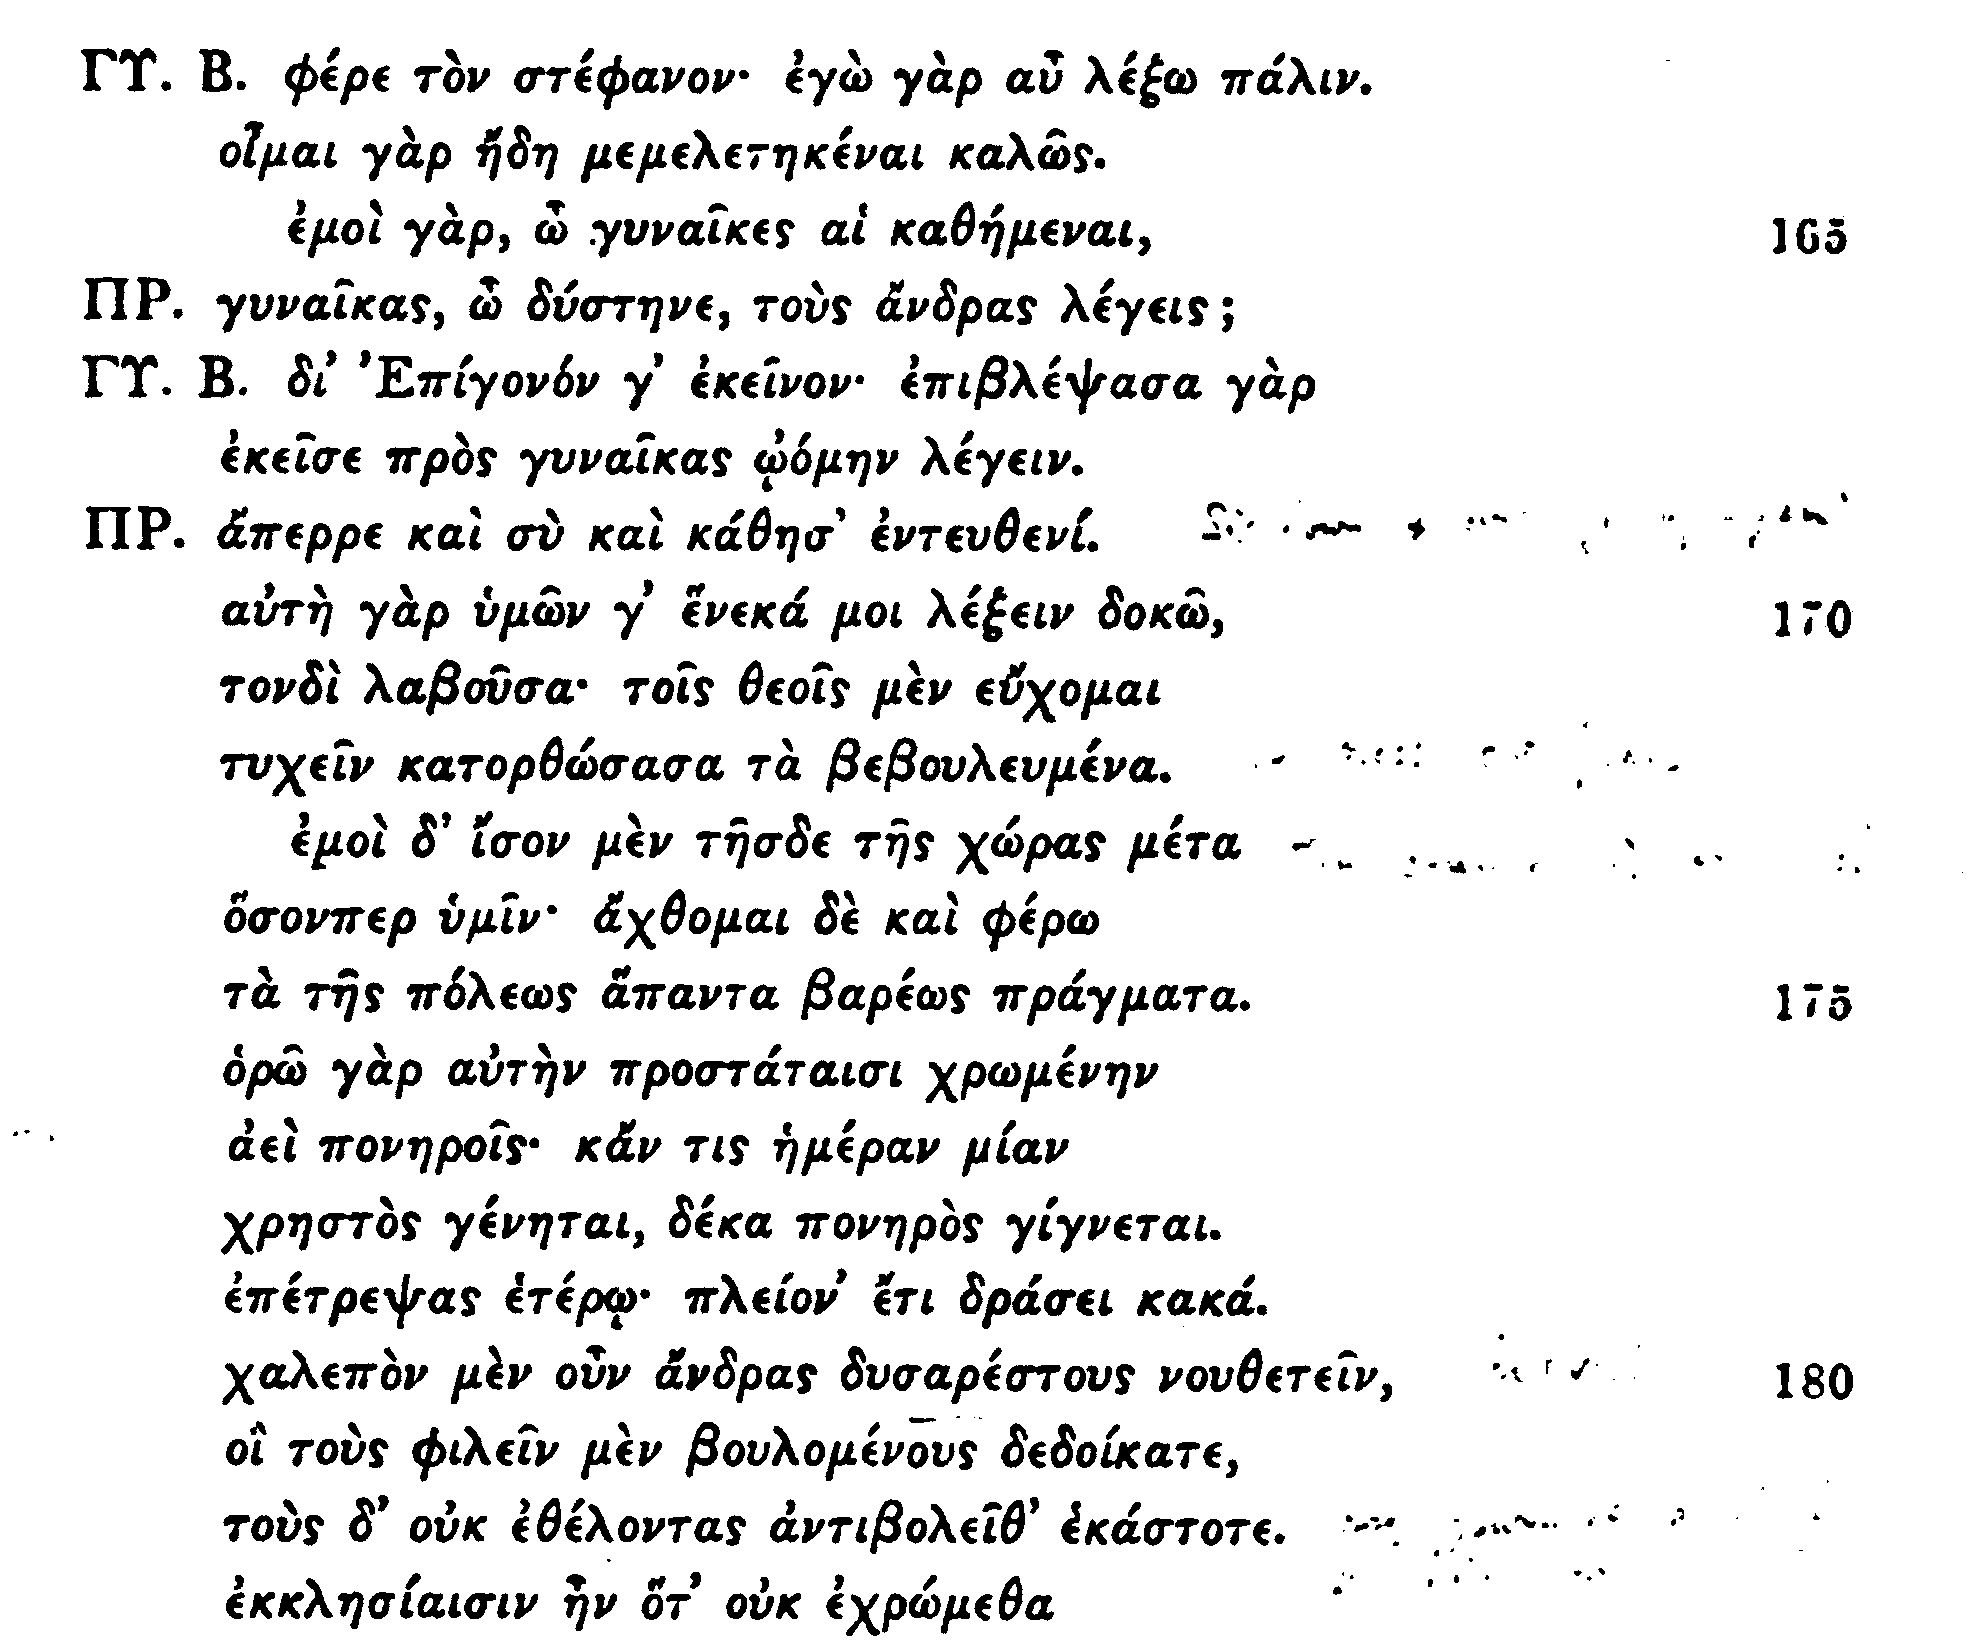 ΓΥ. Β. φέρε τὸν στέφανον· ἐγὼ γὰρ αὖ λέξω πάλιν.
οἶμαι γὰρ ἤδη μεμελετηκέναι καλῶς.
ἐμοὶ γὰρ, ὦ γυναῖκες αἱ καθήμεναι, 165
ΠΡ. γυναῖκας, ὦ δύστηνε, τοὺς ἄνδρας λέγεις;
ΓΥ. Β. δι’ Ἐπίγονόν γ’ ἐκεῖνον· ἐπιβλέψασα γὰρ
ἐκεῖσε πρὸς γυναῖκας ᾠόμην λέγειν.
ΠΡ. ἄπερρε καὶ σὺ καὶ κάθησ’ ἐντευθενί.
αὐτὴ γὰρ ὑμῶν γ’ ἕνεκά μοι λέξειν δοκῶ, 170
τονδὶ λαβοῦσα· τοῖς θεοῖς μὲν εὔχομαι
τυχεῖν κατορθώσασα τὰ βεβουλευμένα.
ἐμοὶ δ’ ἴσον μὲν τῆσδε τῆς χώρας μέτα
ὅσονπερ ὑμῖν· ἄχθομαι δὲ καὶ φέρω
τὰ τῆς πόλεως ἅπαντα βαρέως πράγματα. 175
ὁρῶ γὰρ αὐτὴν προστάταισι χρωμένην
ἀεὶ πονηροῖς· κἄν τις ἡμέραν μίαν
χρηστὸς γένηται, δέκα πονηρὸς γίγνεται.
ἐπέτρεψας ἑτέρῳ· πλείον’ ἔτι δράσει κακά.
χαλεπὸν μὲν οὖν ἄνδρας δυσαρέστους νουθετεῖν, 180
οἳ τοὺς φιλεῖν μὲν βουλομένους δεδοίκατε,
τοὺς δ’ οὐκ ἐθέλοντας ἀντιβολεῖθ’ ἑκάστοτε.
ἐκκλησίαισιν ἦν ὅτ’ οὐκ ἐχρώμεθα